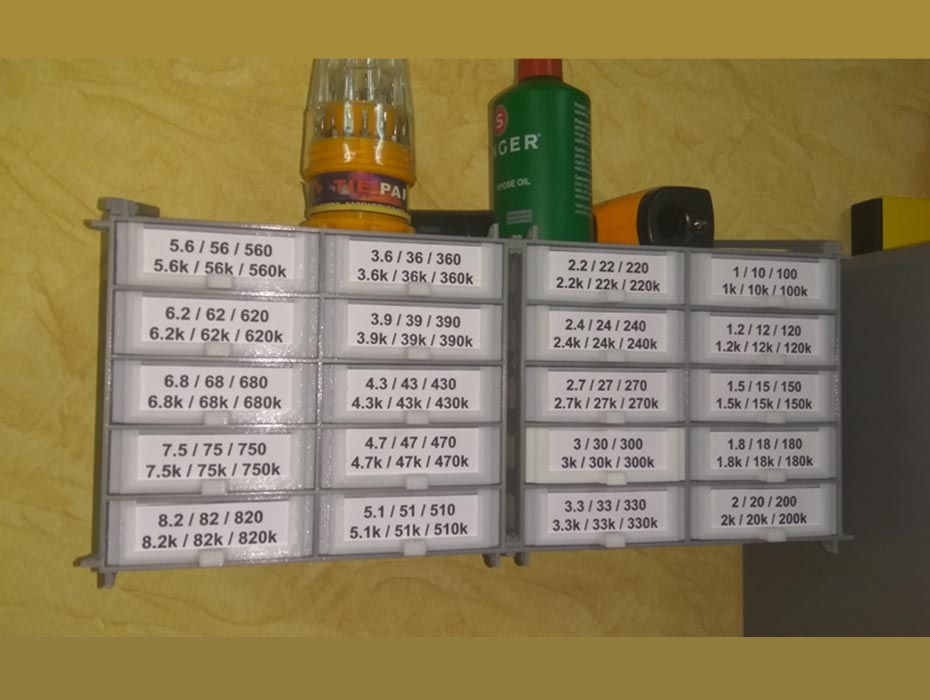 S
NGER
POSE OIL
TIE PAR
5.6 / 56 / 560
5.6k / 56k / 560k
3.6 / 36 / 360
3.6k / 36k / 360k
2.2 / 22 / 220
2.2k / 22k / 220k
1 / 10 / 100
1k / 10k / 100k
6.2 / 62 / 620
6.2k / 62k / 620k
3.9 / 39 / 390
3.9k / 39k / 390k
2.4 / 24 / 240
2.4k / 24k / 240k
1.2 / 12 / 120
1.2k / 12k / 120k
6.8 / 68 / 680
6.8k / 68k / 680k
4.3 / 43 / 430
4.3k / 43k / 430k
2.7 / 27 / 270
2.7k / 27k / 270k
1.5 / 15 / 150
1.5k / 15k / 150k
7.5 / 75 / 750
7.5k / 75k / 750k
4.7 / 47 / 470
4.7k / 47k / 470k
3 / 30 / 300
3k / 30k / 300k
1.8 / 18 / 180
1.8k / 18k / 180k
8.2 / 82 / 820
8.2k / 82k / 820k
5.1 / 51 / 510
5.1k / 51k / 510k
3.3 / 33 / 330
3.3k / 33k / 330k
2 / 20 / 200
2k / 20k / 200k